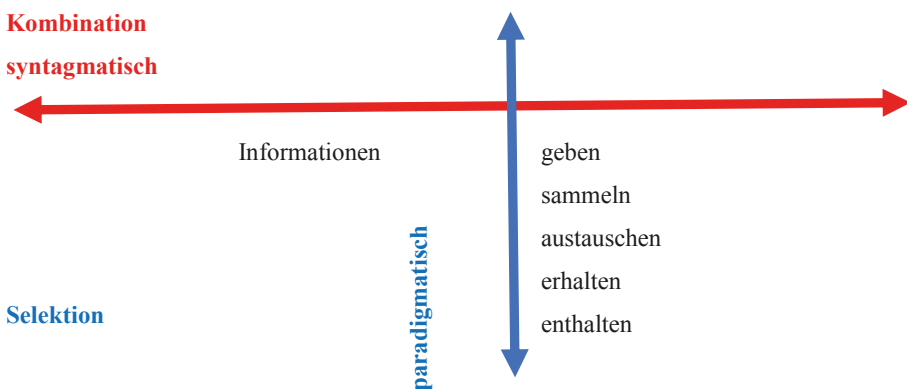 Kombination
syntagmatisch
Informationen
geben
sammeln
austauschen
erhalten
enthalten
paradigmatisch
Selektion